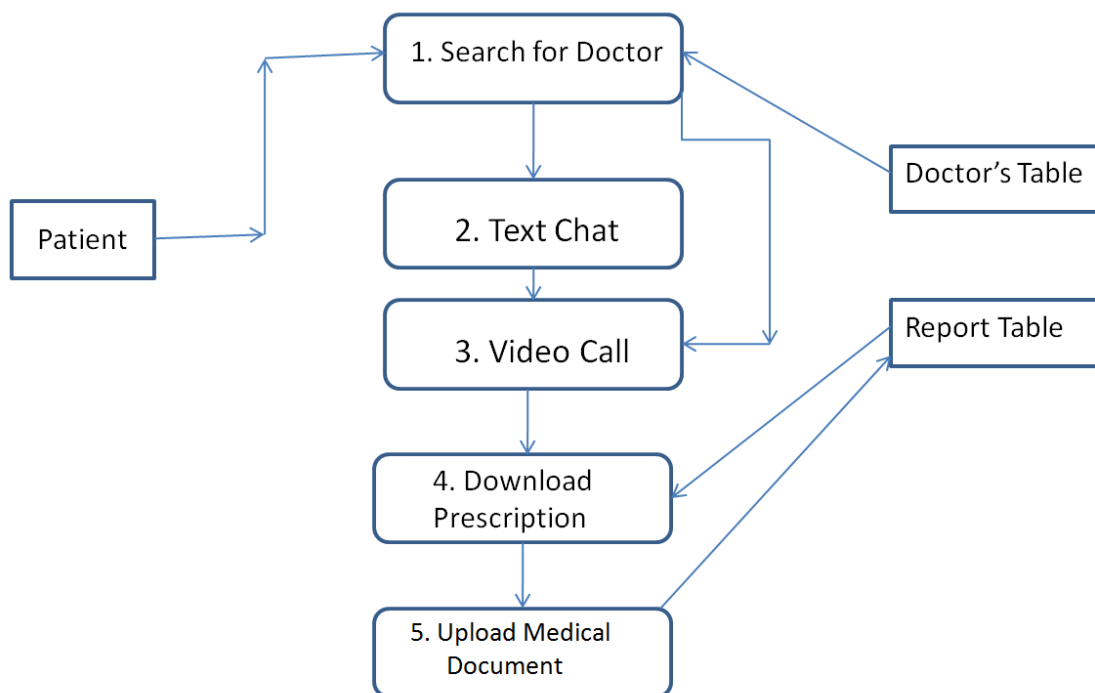 1. Search for Doctor
Doctor’s Table
2. Text Chat
Patient
Report Table
3. Video Call
4. Download
Prescription
5. Upload Medical
Document